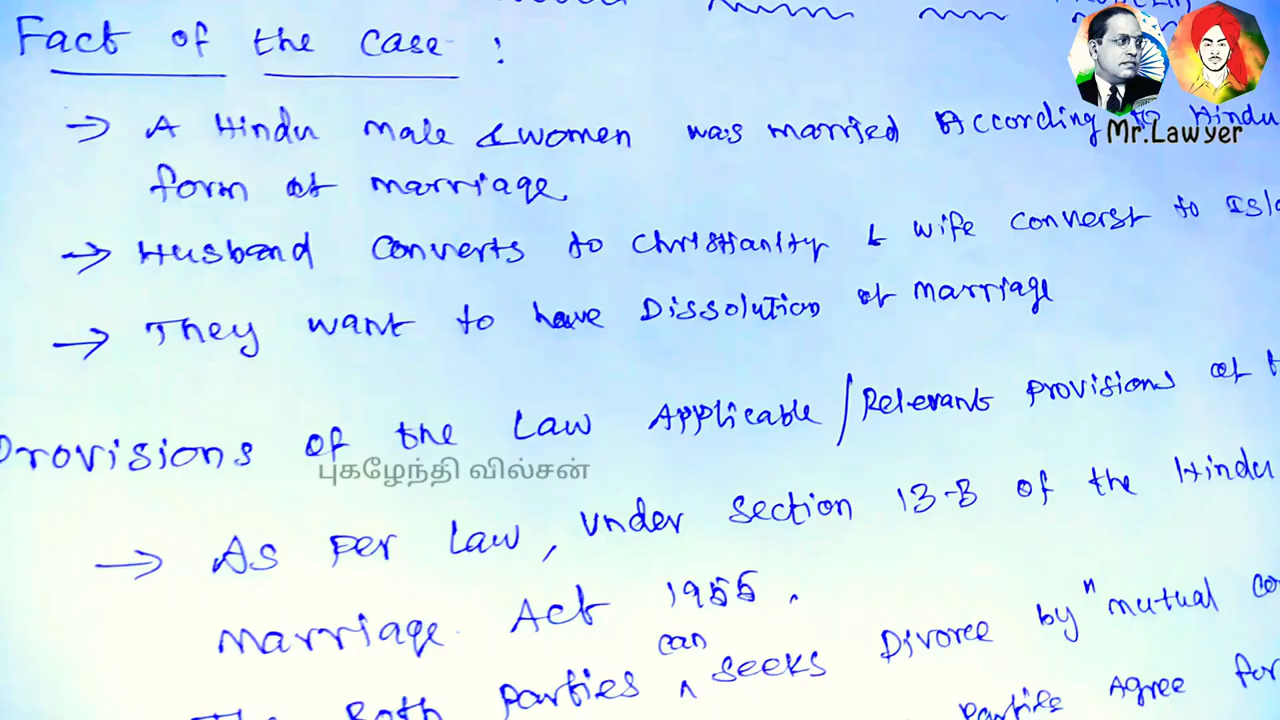 Fact of the case :
→ A Hindu male & women was married According to Hindu
form of marriage.
→ Husband converts to christianity & wife converst to Isla
→ They want to have Dissolution of marriage
Provisions of the Law Applicable / Relevant provisions of t
→ As per Law, under section 13-B of the Hindu
marriage Act 1955.
Both parties can seeks Divorce by "mutual co
parties Agree for
Mr.Lawyer
புகழேந்தி வில்சன்